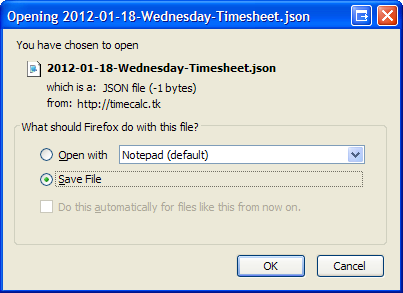 Opening 2012-01-18-Wednesday-Timesheet.json
You have chosen to open
2012-01-18-Wednesday-Timesheet.json
which is a: JSON file (-1 bytes)
from: http://timecalc.tk
What should Firefox do with this file?
Open with Notepad (default)
Save File
Do this automatically for files like this from now on.
OK Cancel